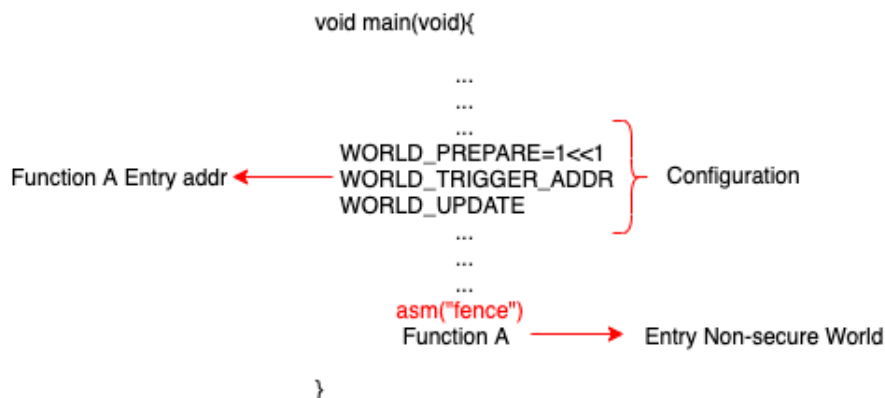 void main(void){
...
...
...
WORLD_PREPARE=1<<1
Function A Entry addr
WORLD_TRIGGER_ADDR
Configuration
WORLD_UPDATE
...
...
...
asm("fence")
Function A
Entry Non-secure World
}